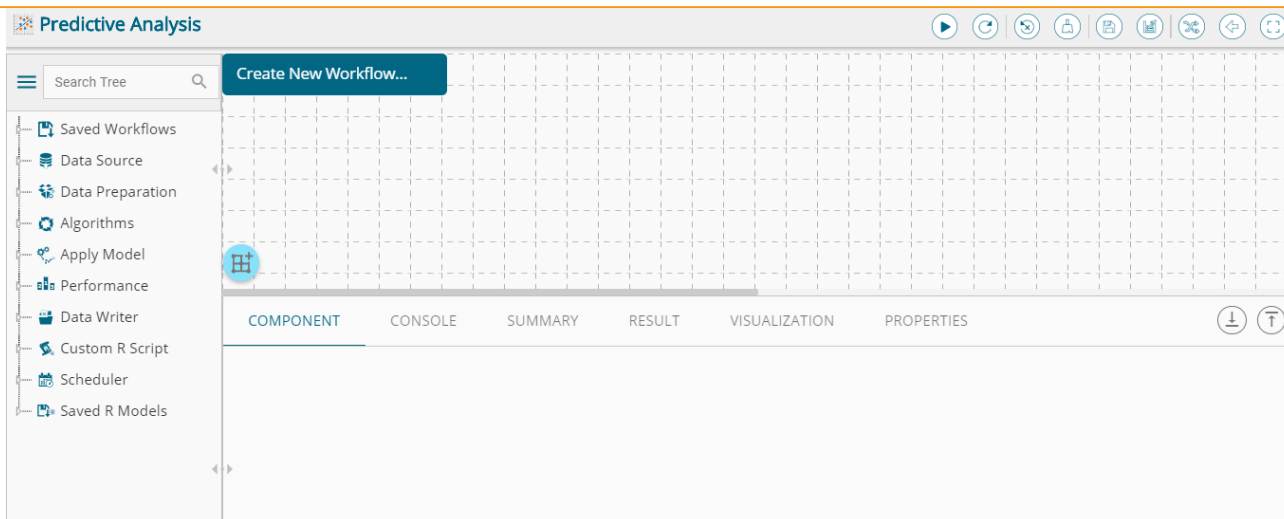 Predictive Analysis
Search Tree
Create New Workflow...
Saved Workflows
Data Source
Data Preparation
Algorithms
Apply Model
Performance
Data Writer
Custom R Script
Scheduler
Saved R Models
COMPONENT CONSOLE SUMMARY RESULT VISUALIZATION PROPERTIES